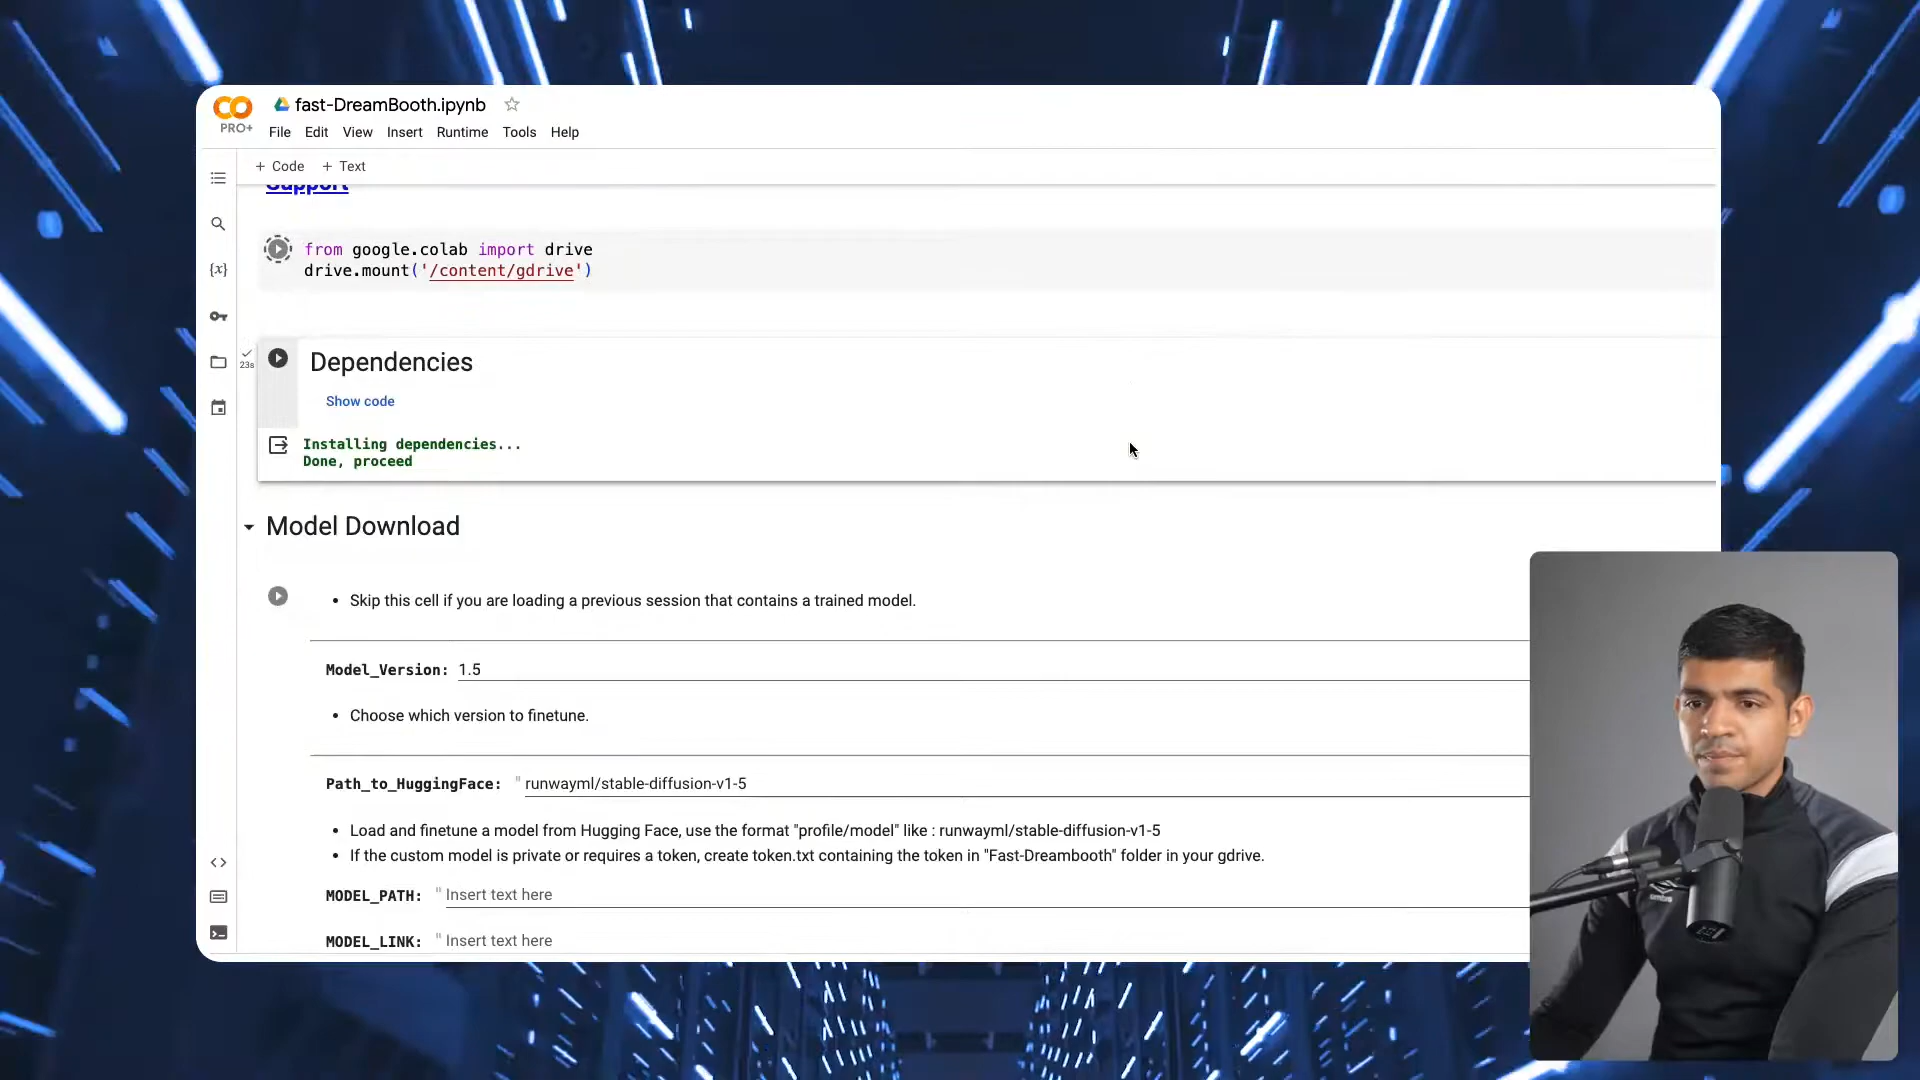 fast-DreamBooth.ipynb
PRO+
File Edit View Insert Runtime Tools Help
+ Code + Text
Support
from google.colab import drive
drive.mount('/content/gdrive')
23s
Dependencies
Show code
Installing dependencies...
Done, proceed
Model Download
• Skip this cell if you are loading a previous session that contains a trained model.
Model_Version: 1.5
• Choose which version to finetune.
Path_to_HuggingFace: " runwayml/stable-diffusion-v1-5
• Load and finetune a model from Hugging Face, use the format "profile/model" like : runwayml/stable-diffusion-v1-5
• If the custom model is private or requires a token, create token.txt containing the token in "Fast-Dreambooth" folder in your gdrive.
MODEL_PATH: " Insert text here
MODEL_LINK: " Insert text here
umbro